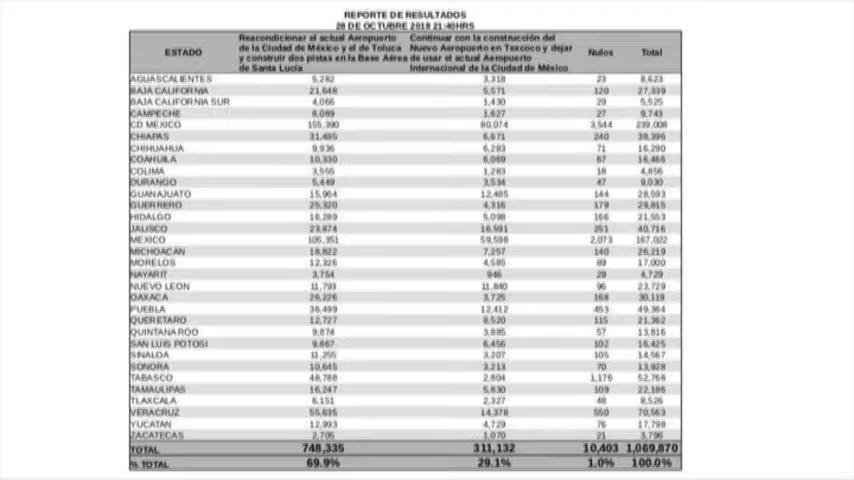 REPORTE DE RESULTADOS
28 DE OCTUBRE 2018 21:40HRS
ESTADO
Reacondicionar el actual Aeropuerto
de la Ciudad de México y el de Toluca
y construir dos pistas en la Base Aérea
de Santa Lucía
Continuar con la construcción del
Nuevo Aeropuerto en Texcoco y dejar
de usar el actual Aeropuerto
Internacional de la Ciudad de México
Nulos
Total
AGUASCALIENTES 5,282 3,318 23 8,623
BAJA CALIFORNIA 21,648 5,571 120 27,339
BAJA CALIFORNIA SUR 4,066 1,430 29 5,525
CAMPECHE 8,089 1,627 27 9,743
CD MEXICO 155,390 80,074 3,544 239,008
CHIAPAS 31,485 6,671 240 38,396
CHIHUAHUA 9,936 6,283 71 16,290
COAHUILA 10,330 6,069 67 16,466
COLIMA 3,555 1,283 18 4,856
DURANGO 5,449 3,534 47 9,030
GUANAJUATO 15,964 12,485 144 28,593
GUERRERO 25,320 4,316 179 29,815
HIDALGO 16,289 5,098 166 21,553
JALISCO 23,874 16,591 251 40,716
MEXICO 105,351 59,598 2,073 167,022
MICHOACAN 18,822 7,257 140 26,219
MORELOS 12,326 4,585 89 17,000
NAYARIT 3,754 946 29 4,729
NUEVO LEON 11,793 11,840 96 23,729
OAXACA 26,226 3,725 168 30,119
PUEBLA 36,499 12,412 453 49,364
QUERETARO 12,727 8,520 115 21,362
QUINTANA ROO 9,874 3,885 57 13,816
SAN LUIS POTOSI 9,867 6,456 102 16,425
SINALOA 11,255 3,207 105 14,567
SONORA 10,645 3,213 70 13,928
TABASCO 48,788 2,804 1,176 52,768
TAMAULIPAS 16,247 5,830 109 22,186
TLAXCALA 6,151 2,327 48 8,526
VERACRUZ 55,635 14,378 550 70,563
YUCATAN 12,993 4,729 76 17,798
ZACATECAS 2,705 1,070 21 3,796
TOTAL 748,335 311,132 10,403 1,069,870
% TOTAL 69.9% 29.1% 1.0% 100.0%